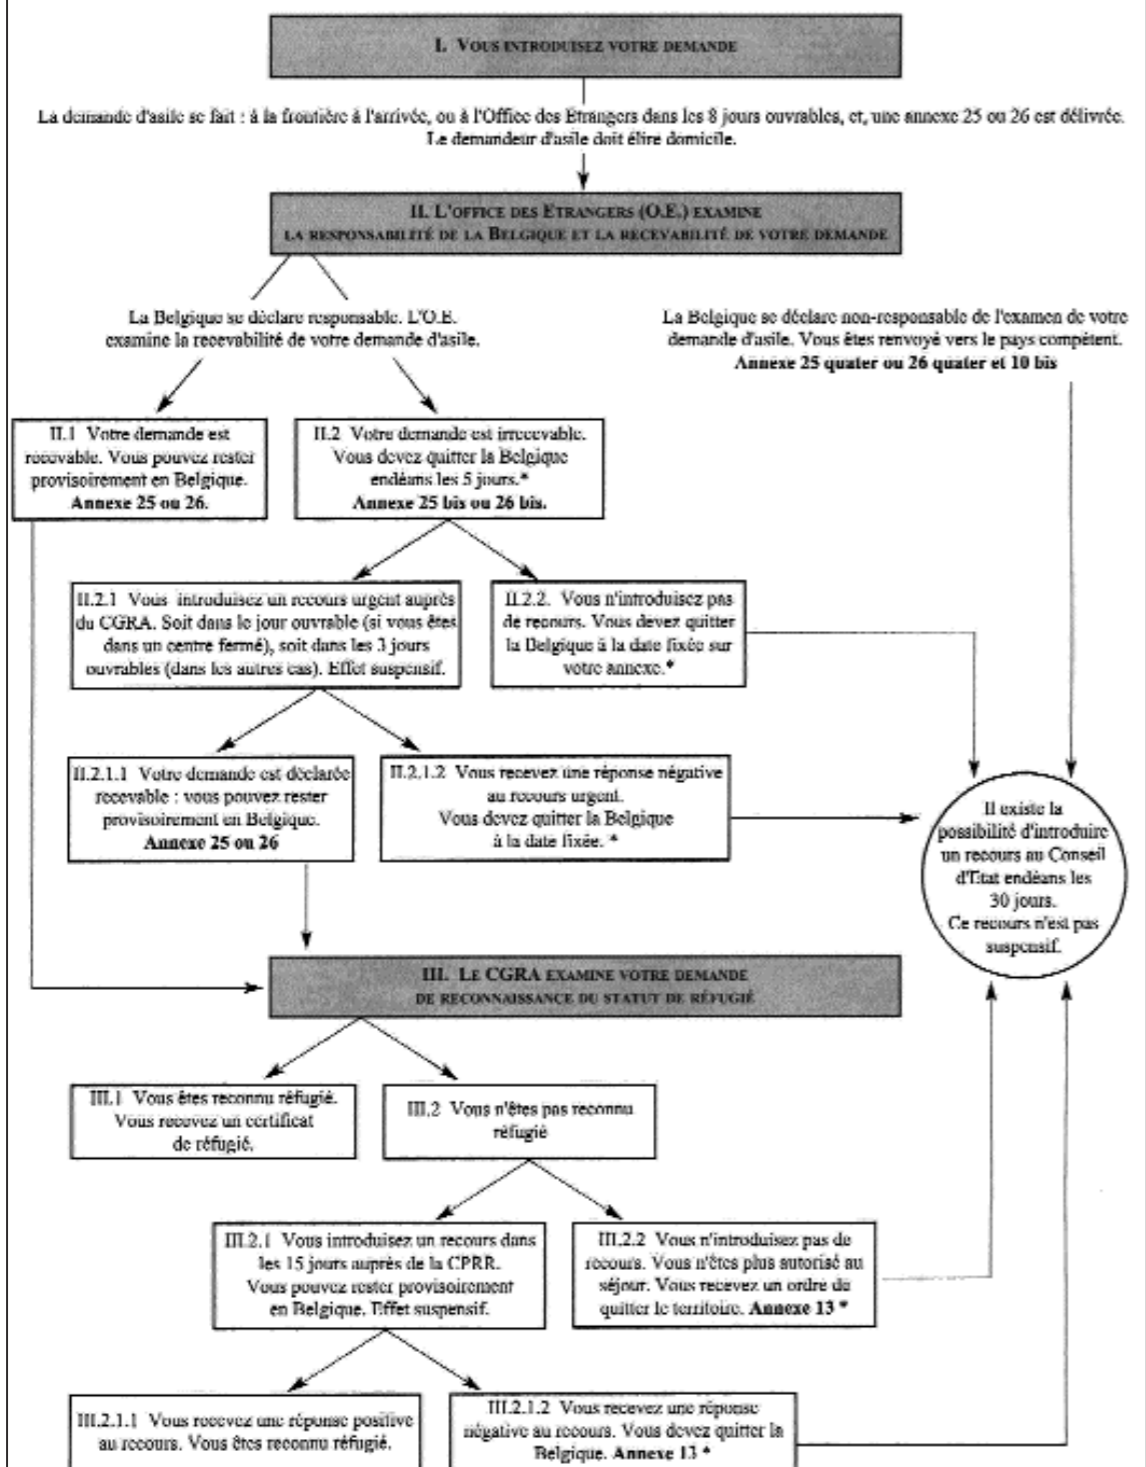 I. VOUS INTRODUISEZ VOTRE DEMANDE
La demande d'asile se fait : à la frontière à l'arrivée, ou à l'Office des Etrangers dans les 8 jours ouvrables, et, une annexe 25 ou 26 est délivrée.
Le demandeur d'asile doit élire domicile.
II. L'OFFICE DES ETRANGERS (O.E.) EXAMINE
LA RESPONSABILITÉ DE LA BELGIQUE ET LA RECEVABILITÉ DE VOTRE DEMANDE
La Belgique se déclare responsable. L'O.E.
examine la recevabilité de votre demande d'asile.
La Belgique se déclare non-responsable de l'examen de votre
demande d'asile. Vous êtes renvoyé vers le pays compétent.
Annexe 25 quater ou 26 quater et 10 bis
II.1 Votre demande est
recevable. Vous pouvez rester
provisoirement en Belgique.
Annexe 25 ou 26.
II.2 Votre demande est irrecevable.
Vous devez quitter la Belgique
endéans les 5 jours.*
Annexe 25 bis ou 26 bis.
II.2.1 Vous introduisez un recours urgent auprès
du CGRA. Soit dans le jour ouvrable (si vous êtes
dans un centre fermé), soit dans les 3 jours
ouvrables (dans les autres cas). Effet suspensif.
II.2.2. Vous n'introduisez pas
de recours. Vous devez quitter
la Belgique à la date fixée sur
votre annexe.*
II.2.1.1 Votre demande est déclarée
recevable : vous pouvez rester
provisoirement en Belgique.
Annexe 25 ou 26
II.2.1.2 Vous recevez une réponse négative
au recours urgent.
Vous devez quitter la Belgique
à la date fixée. *
Il existe la
possibilité d'introduire
un recours au Conseil
d'Etat endéans les
30 jours.
Ce recours n'est pas
suspensif.
III. LE CGRA EXAMINE VOTRE DEMANDE
DE RECONNAISSANCE DU STATUT DE RÉFUGIÉ
III.1 Vous êtes reconnu réfugié.
Vous recevez un certificat
de réfugié.
III.2 Vous n'êtes pas reconnu
réfugié
III.2.1 Vous introduisez un recours dans
les 15 jours auprès de la CPRR.
Vous pouvez rester provisoirement
en Belgique. Effet suspensif.
III.2.2 Vous n'introduisez pas de
recours. Vous n'êtes plus autorisé au
séjour. Vous recevez un ordre de
quitter le territoire. Annexe 13 *
III.2.1.1 Vous recevez une réponse positive
au recours. Vous êtes reconnu réfugié.
III.2.1.2 Vous recevez une réponse
négative au recours. Vous devez quitter la
Belgique. Annexe 13 *